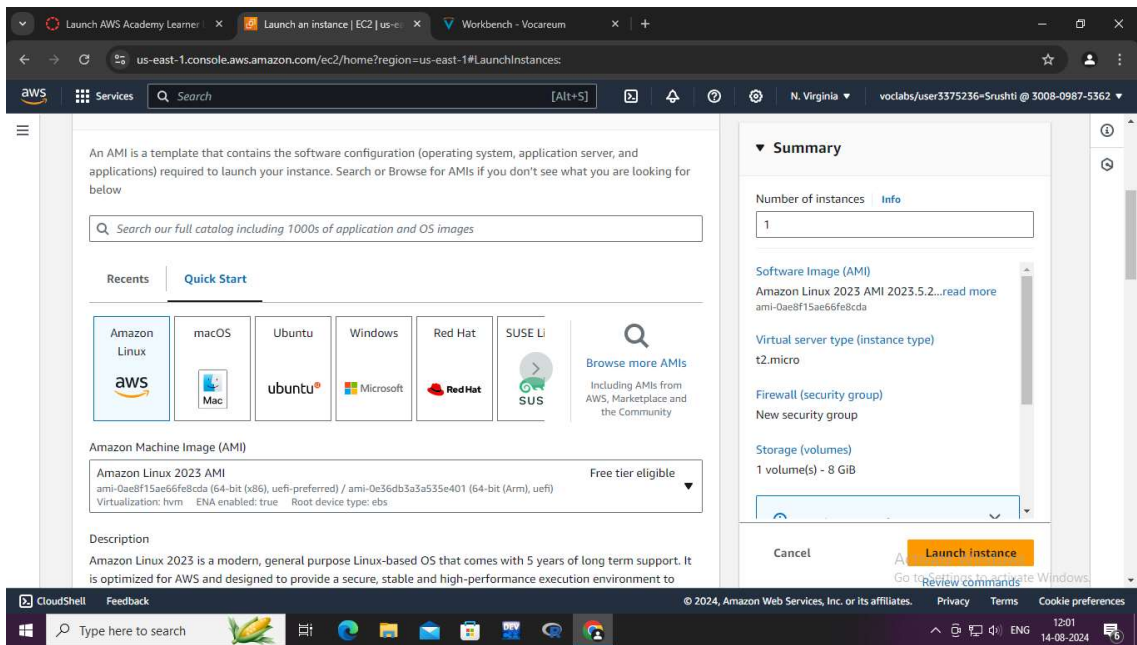 Launch AWS Academy Learner
Launch an instance | EC2 | us-e
Workbench - Vocareum
us-east-1.console.aws.amazon.com/ec2/home?region=us-east-1#LaunchInstances:
aws
Services
Search
[Alt+S]
N. Virginia
voclabs/user3375236=Srushti @ 3008-0987-5362
An AMI is a template that contains the software configuration (operating system, application server, and
applications) required to launch your instance. Search or Browse for AMIs if you don't see what you are looking for
below
Search our full catalog including 1000s of application and OS images
Recents
Quick Start
Amazon
Linux
aws
macOS
Mac
Ubuntu
ubuntu
Windows
Microsoft
Red Hat
RedHat
SUSE Li
SUS
Browse more AMIs
Including AMIs from
AWS, Marketplace and
the Community
Amazon Machine Image (AMI)
Amazon Linux 2023 AMI
Free tier eligible
ami-0ae8f15ae66fe8cda (64-bit (x86), uefi-preferred) / ami-0e36db3a3a535e401 (64-bit (Arm), uefi)
Virtualization: hvm ENA enabled: true Root device type: ebs
Description
Amazon Linux 2023 is a modern, general purpose Linux-based OS that comes with 5 years of long term support. It
is optimized for AWS and designed to provide a secure, stable and high-performance execution environment to
Summary
Number of instances Info
1
Software Image (AMI)
Amazon Linux 2023 AMI 2023.5.2...read more
ami-0ae8f15ae66fe8cda
Virtual server type (instance type)
t2.micro
Firewall (security group)
New security group
Storage (volumes)
1 volume(s) - 8 GiB
Cancel
Launch instance
Review commands
Go to Settings to activate Windows.
CloudShell
Feedback
© 2024, Amazon Web Services, Inc. or its affiliates.
Privacy
Terms
Cookie preferences
Type here to search
DEV
ENG
12:01
14-08-2024
6